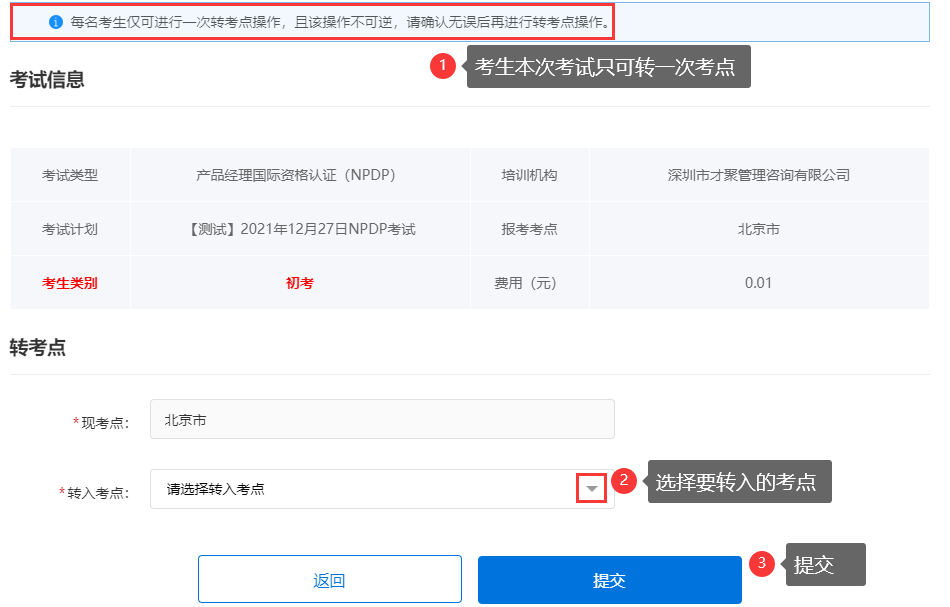 每名考生仅可进行一次转考点操作，且该操作不可逆，请确认无误后再进行转考点操作。
1 考生本次考试只可转一次考点
考试信息
考试类型 产品经理国际资格认证（NPDP） 培训机构 深圳市才聚管理咨询有限公司
考试计划 【测试】2021年12月27日NPDP考试 报考考点 北京市
考生类别 初考 费用（元） 0.01
转考点
*现考点： 北京市
*转入考点： 请选择转入考点 2 选择要转入的考点
返回 提交 3 提交